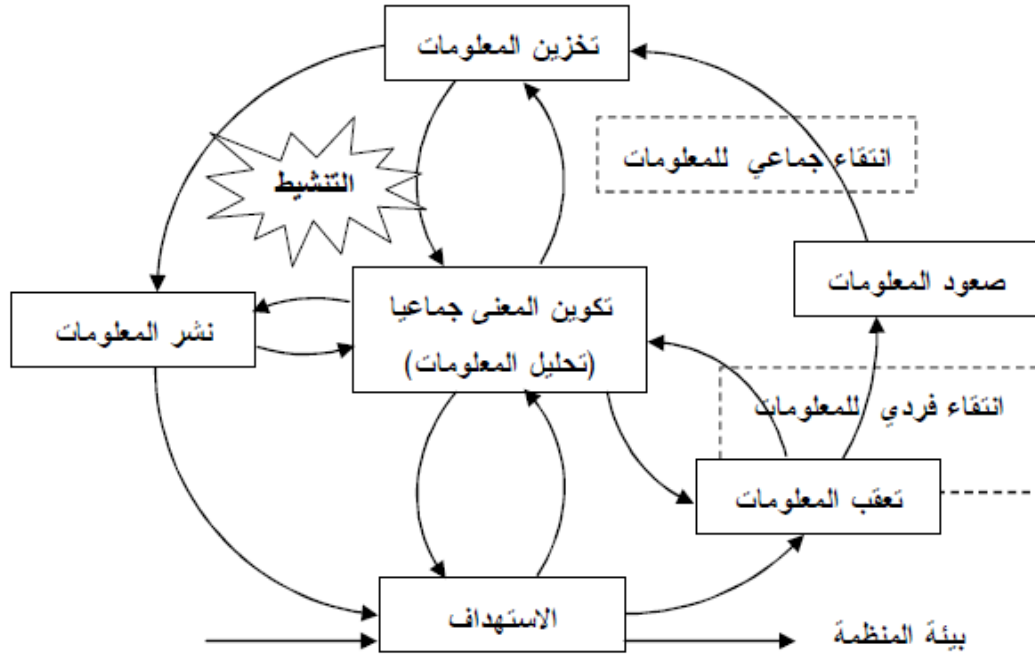 تخزين المعلومات
انتقاء جماعي للمعلومات
التنشيط
صعود المعلومات
تكوين المعنى جماعيا
(تحليل المعلومات)
نشر المعلومات
انتقاء فردي للمعلومات
تعقب المعلومات
الاستهداف
بيئة المنظمة